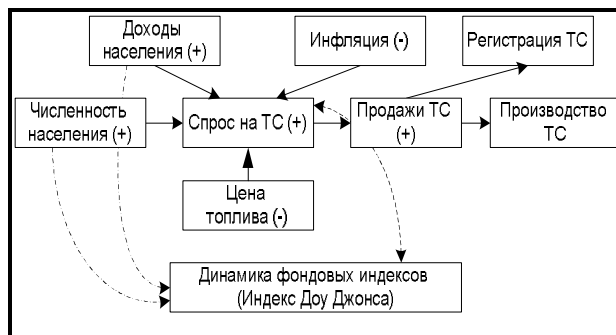 Доходы
населения (+)
Инфляция (-)
Регистрация ТС
Численность
населения (+)
Спрос на ТС (+)
Продажи ТС
(+)
Производство
ТС
Цена
топлива (-)
Динамика фондовых индексов
(Индекс Доу Джонса)